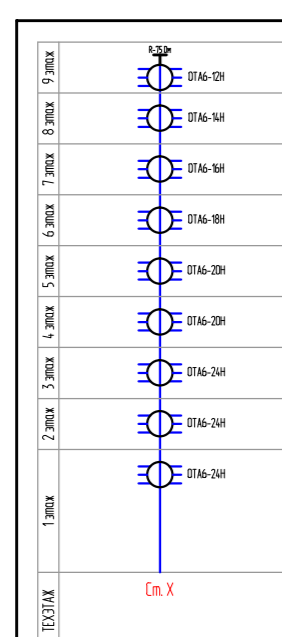 R-75.0м
9 этаж ОТА6-12Н
8 этаж ОТА6-14Н
7 этаж ОТА6-16Н
6 этаж ОТА6-18Н
5 этаж ОТА6-20Н
4 этаж ОТА6-20Н
3 этаж ОТА6-24Н
2 этаж ОТА6-24Н
1 этаж ОТА6-24Н
ТЕХЭТАЖ Ст. X